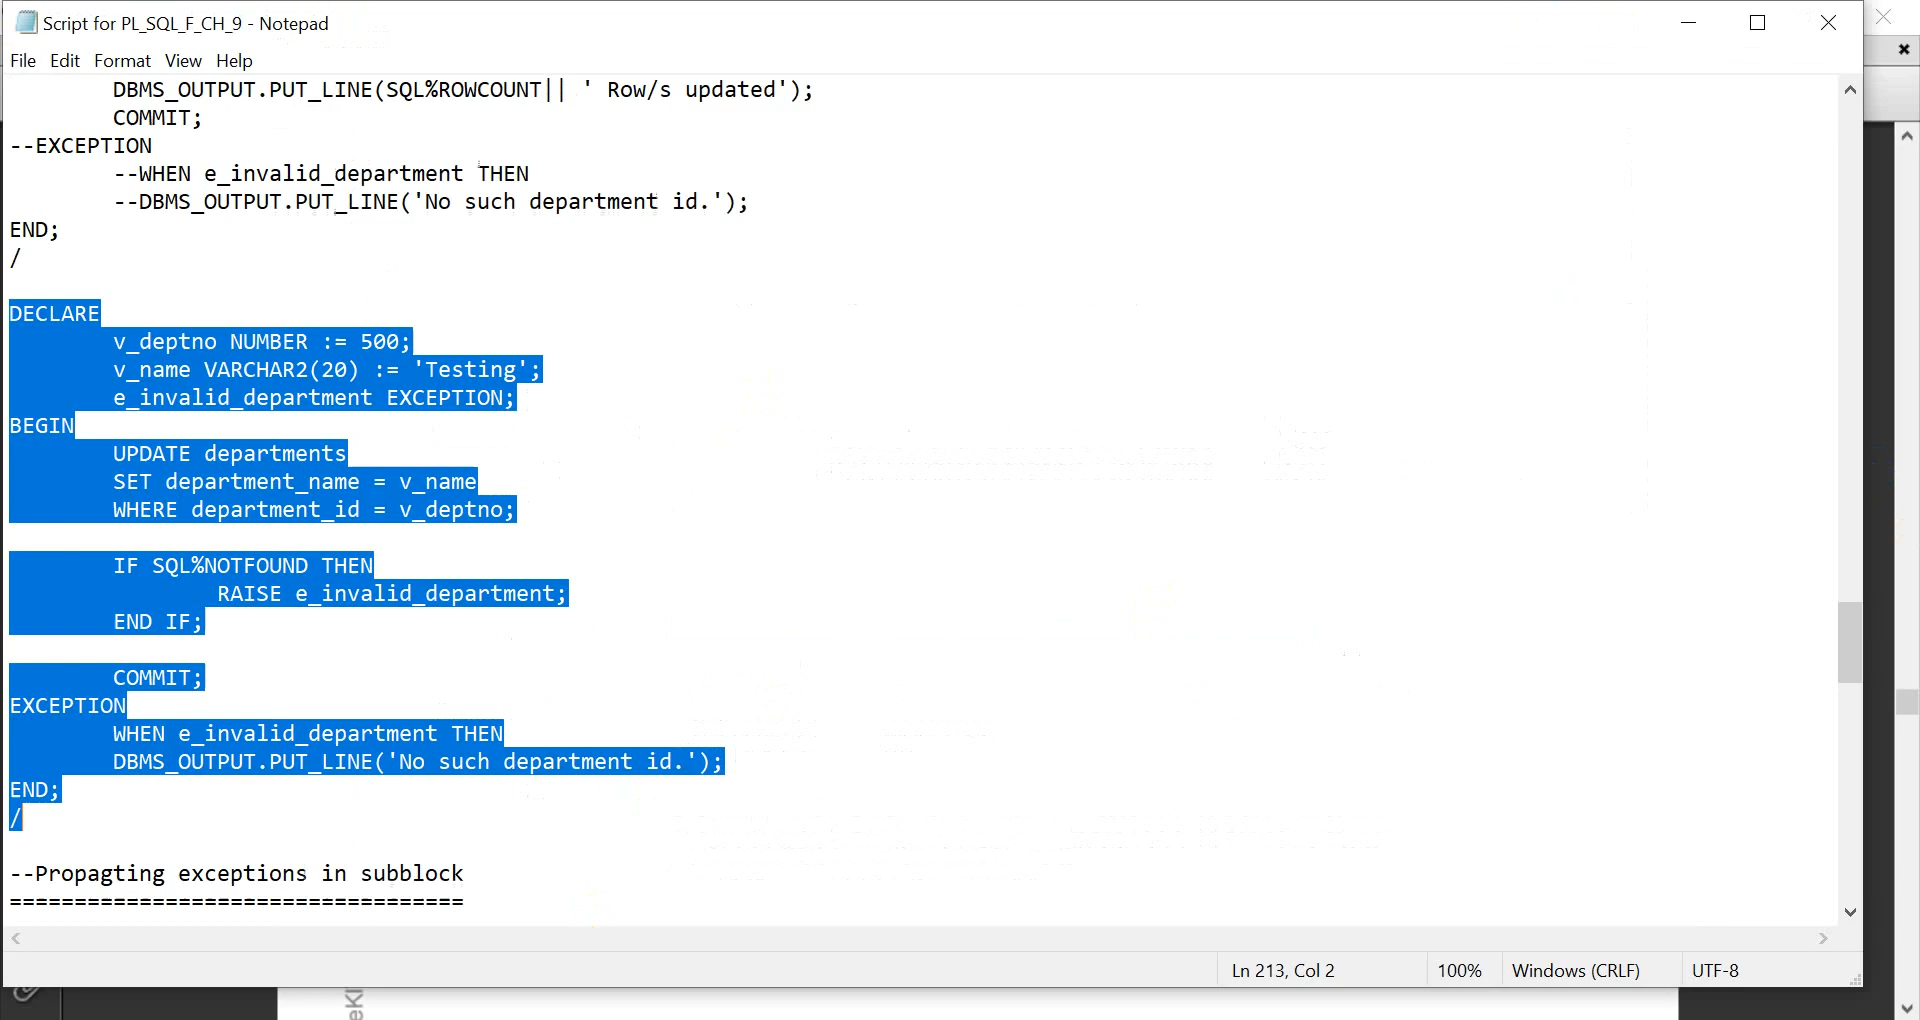 Script for PL_SQL_F_CH_9 - Notepad
File Edit Format View Help
DBMS_OUTPUT.PUT_LINE(SQL%ROWCOUNT|| ' Row/s updated');
COMMIT;
--EXCEPTION
--WHEN e_invalid_department THEN
--DBMS_OUTPUT.PUT_LINE('No such department id.');
END;
/
DECLARE
v_deptno NUMBER := 500;
v_name VARCHAR2(20) := 'Testing';
e_invalid_department EXCEPTION;
BEGIN
UPDATE departments
SET department_name = v_name
WHERE department_id = v_deptno;
IF SQL%NOTFOUND THEN
RAISE e_invalid_department;
END IF;
COMMIT;
EXCEPTION
WHEN e_invalid_department THEN
DBMS_OUTPUT.PUT_LINE('No such department id.');
END;
/
--Propagting exceptions in subblock
===================================
Ln 213, Col 2 100% Windows (CRLF) UTF-8